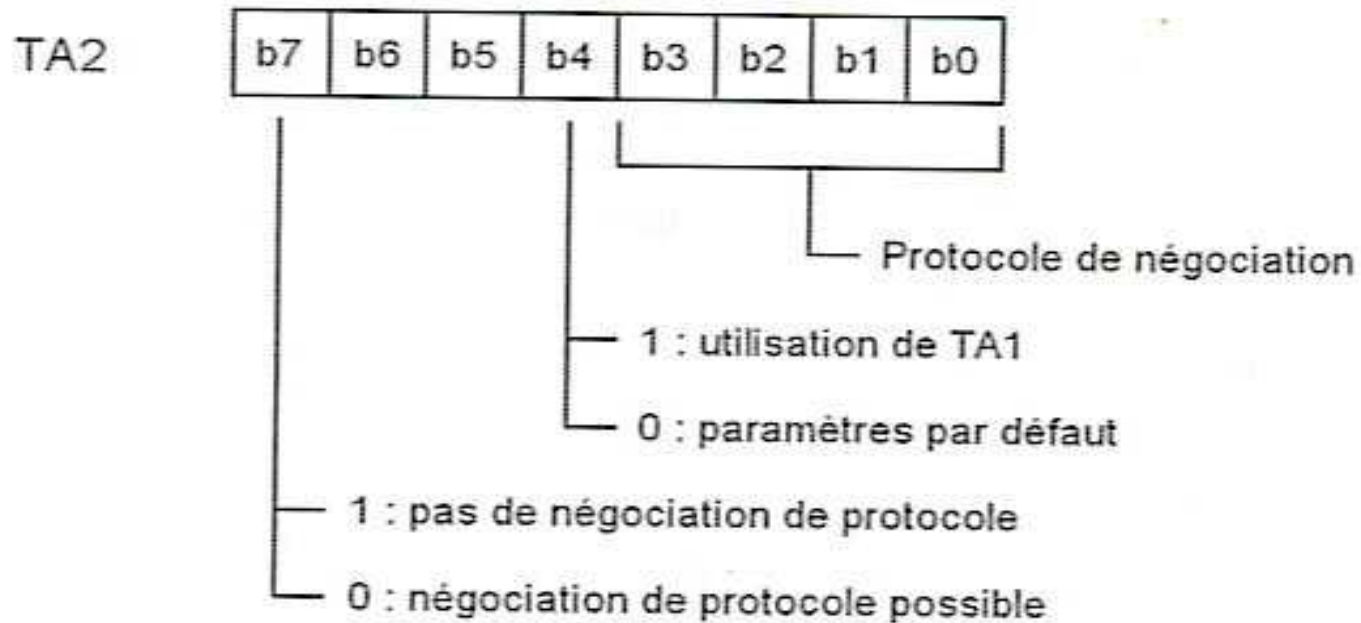 TA2 b7 b6 b5 b4 b3 b2 b1 b0
Protocole de négociation
1 : utilisation de TA1
0 : paramètres par défaut
1 : pas de négociation de protocole
0 : négociation de protocole possible